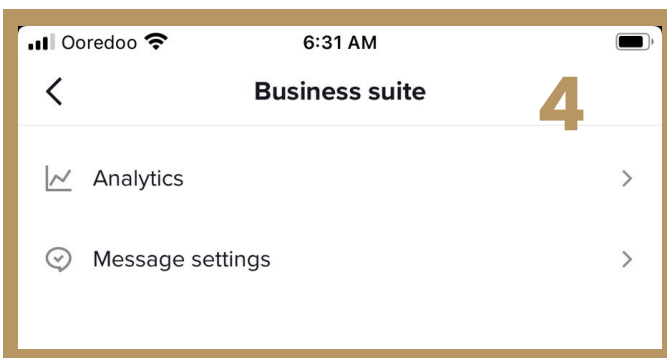 Ooredoo 6:31 AM
Business suite
4
Analytics
Message settings